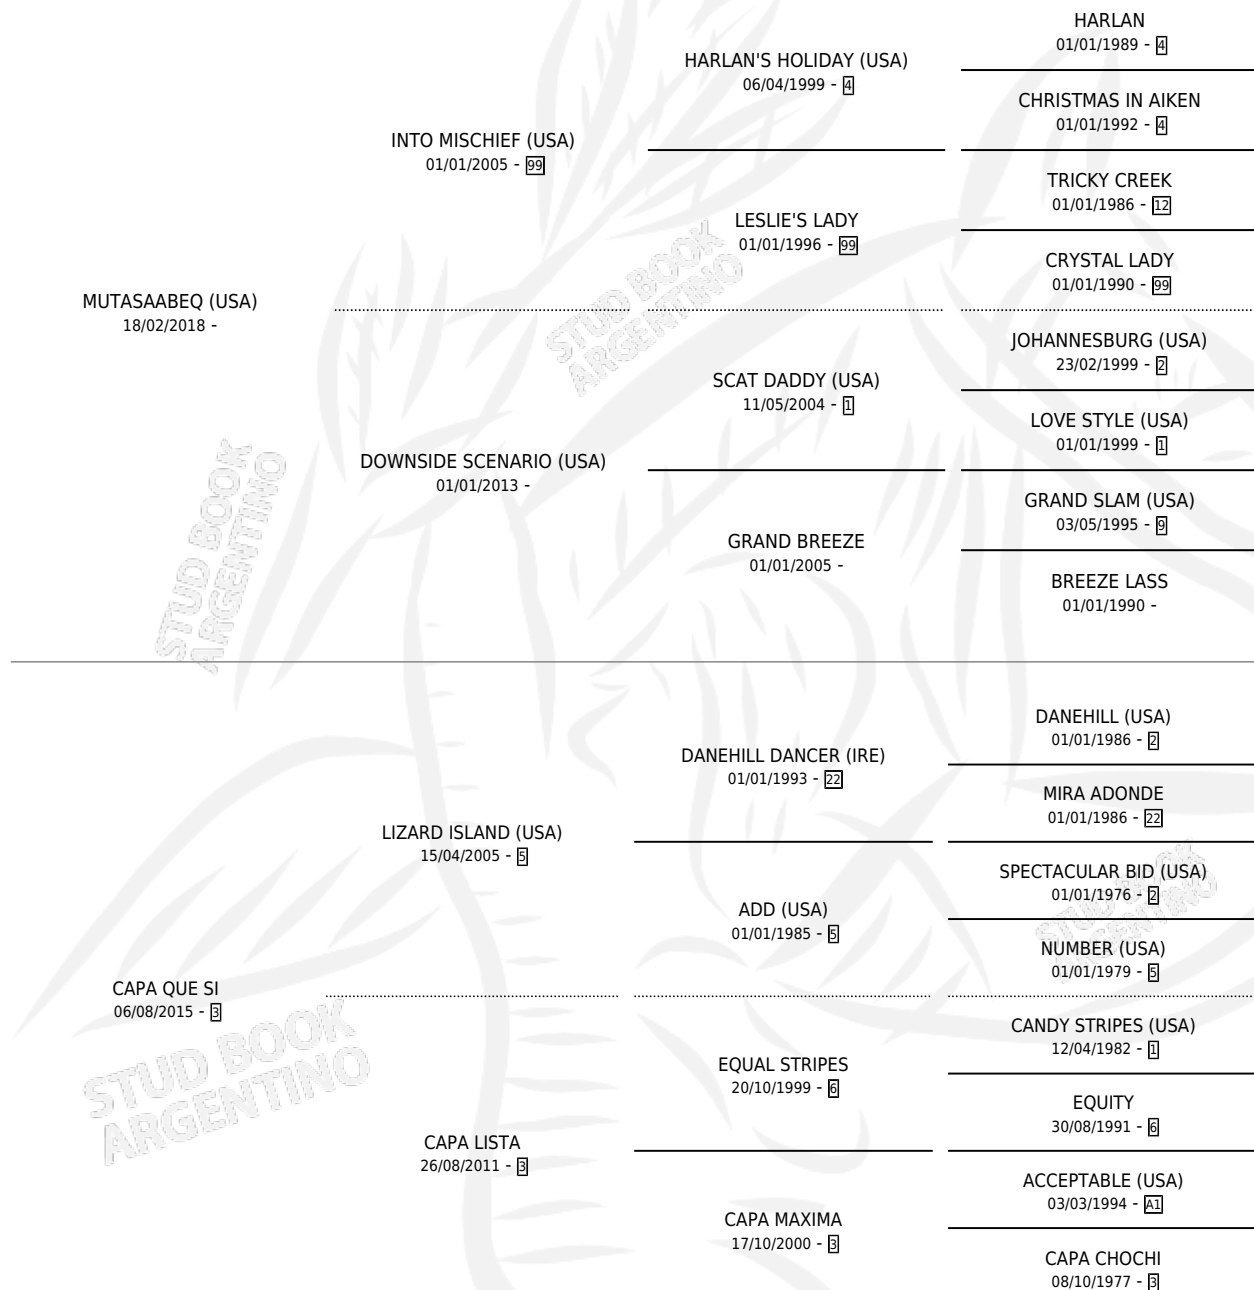 HARLAN
01/01/1989 - 4
HARLAN'S HOLIDAY (USA)
06/04/1999 - 4
CHRISTMAS IN AIKEN
01/01/1992 - 4
INTO MISCHIEF (USA)
01/01/2005 - 99
TRICKY CREEK
01/01/1986 - 12
LESLIE'S LADY
01/01/1996 - 99
CRYSTAL LADY
01/01/1990 - 99
MUTASAABEQ (USA)
18/02/2018 -
JOHANNESBURG (USA)
23/02/1999 - 2
SCAT DADDY (USA)
11/05/2004 - 1
LOVE STYLE (USA)
01/01/1999 - 1
DOWNSIDE SCENARIO (USA)
01/01/2013 -
GRAND SLAM (USA)
03/05/1995 - 9
GRAND BREEZE
01/01/2005 -
BREEZE LASS
01/01/1990 -
DANEHILL (USA)
01/01/1986 - 2
DANEHILL DANCER (IRE)
01/01/1993 - 22
MIRA ADONDE
01/01/1986 - 22
LIZARD ISLAND (USA)
15/04/2005 - 5
SPECTACULAR BID (USA)
01/01/1976 - 2
ADD (USA)
01/01/1985 - 5
NUMBER (USA)
01/01/1979 - 5
CAPA QUE SI
06/08/2015 - 3
CANDY STRIPES (USA)
12/04/1982 - 1
EQUAL STRIPES
20/10/1999 - 6
EQUITY
30/08/1991 - 6
CAPA LISTA
26/08/2011 - 3
ACCEPTABLE (USA)
03/03/1994 - A1
CAPA MAXIMA
17/10/2000 - 3
CAPA CHOCHI
08/10/1977 - 3
STUD BOOK
ARGENTINO
STUD BOOK
ARGENTINO
STUD BOOK
ARGENTINO
STUD BOOK
ARGENTINO